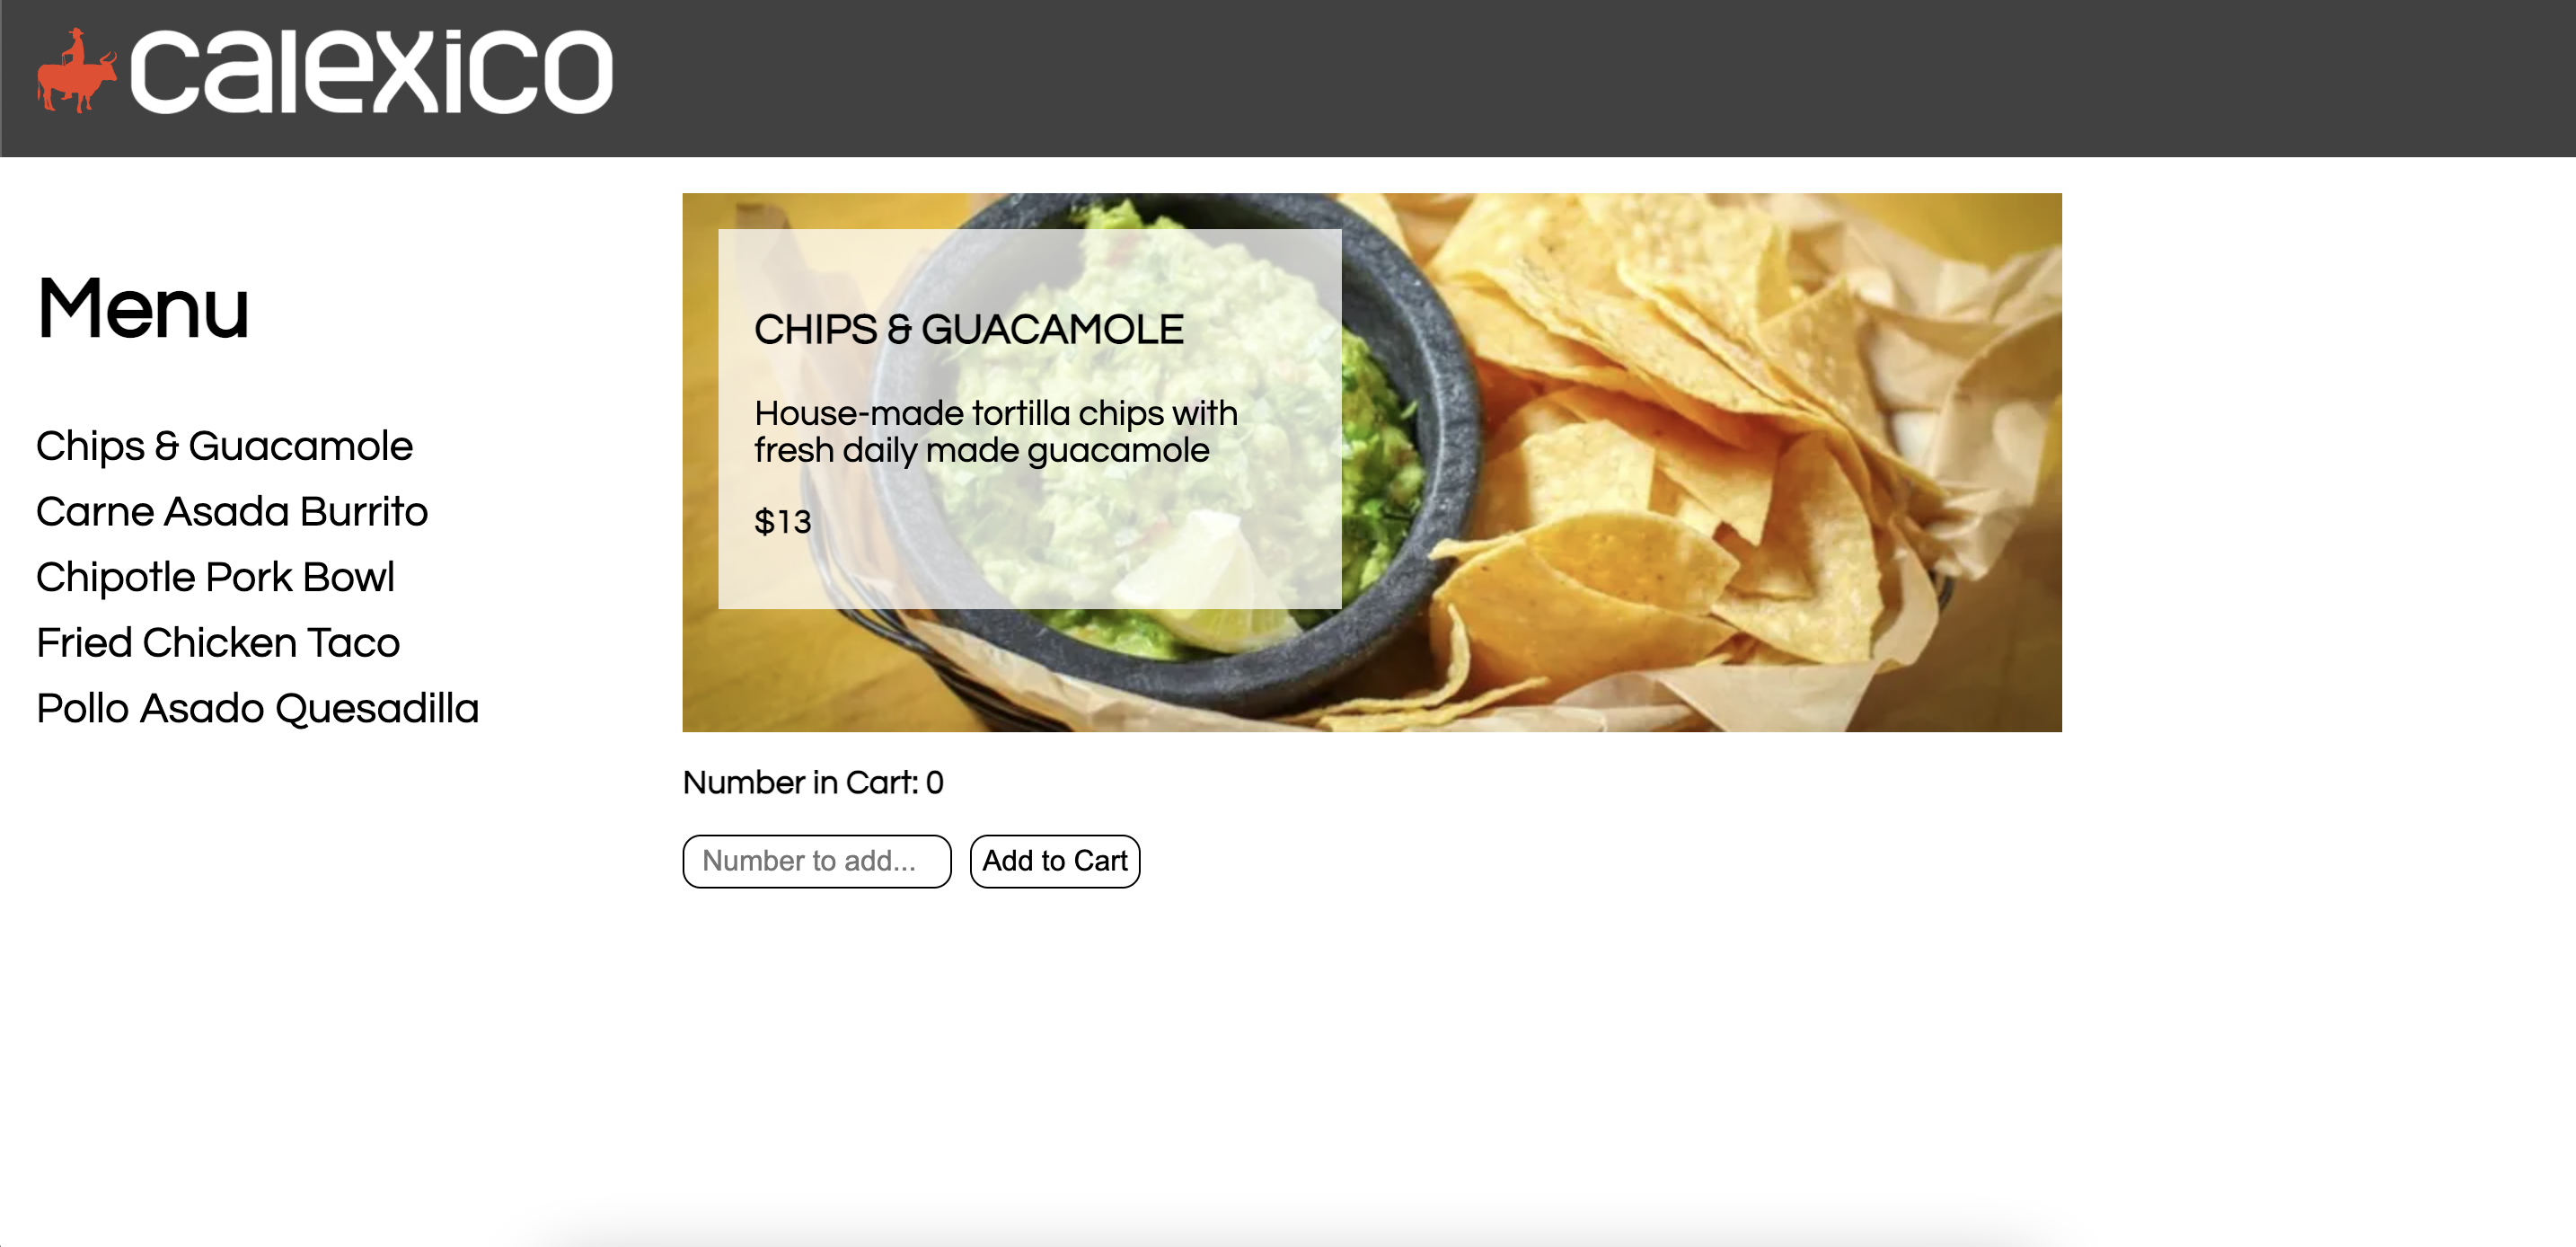 calexico
Menu
Chips & Guacamole
Carne Asada Burrito
Chipotle Pork Bowl
Fried Chicken Taco
Pollo Asado Quesadilla
CHIPS & GUACAMOLE
House-made tortilla chips with
fresh daily made guacamole
$13
Number in Cart: 0
Number to add...
Add to Cart